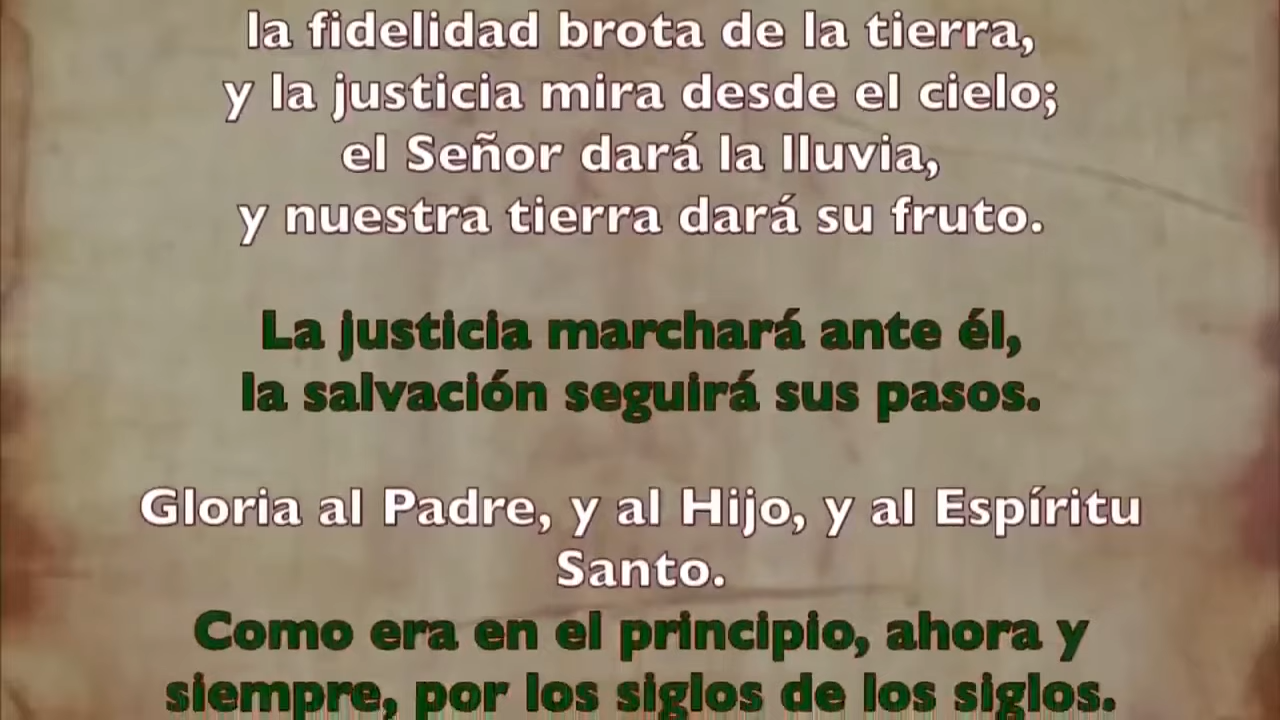 la fidelidad brota de la tierra,
y la justicia mira desde el cielo;
el Señor dará la lluvia,
y nuestra tierra dará su fruto.
La justicia marchará ante él,
la salvación seguirá sus pasos.
Gloria al Padre, y al Hijo, y al Espíritu
Santo.
Como era en el principio, ahora y
siempre, por los siglos de los siglos.